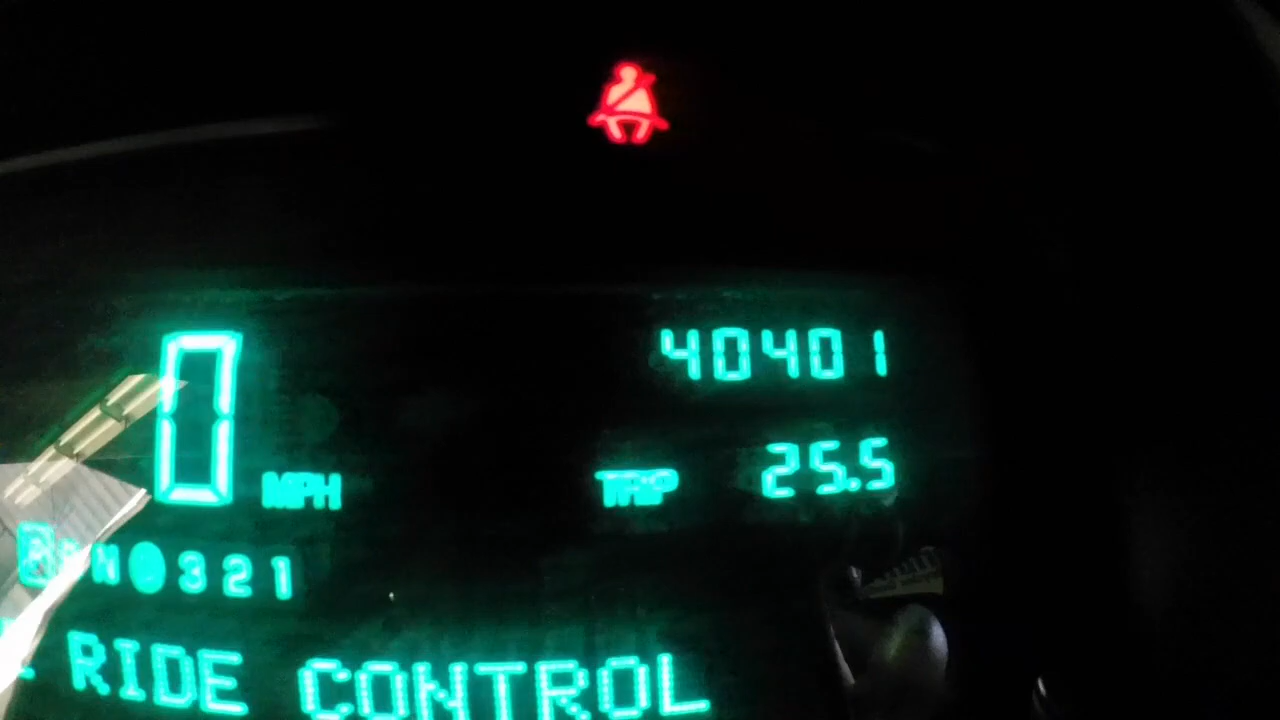 40401
0 MPH
TRIP 25.5
P R N D 3 2 1
RIDE CONTROL